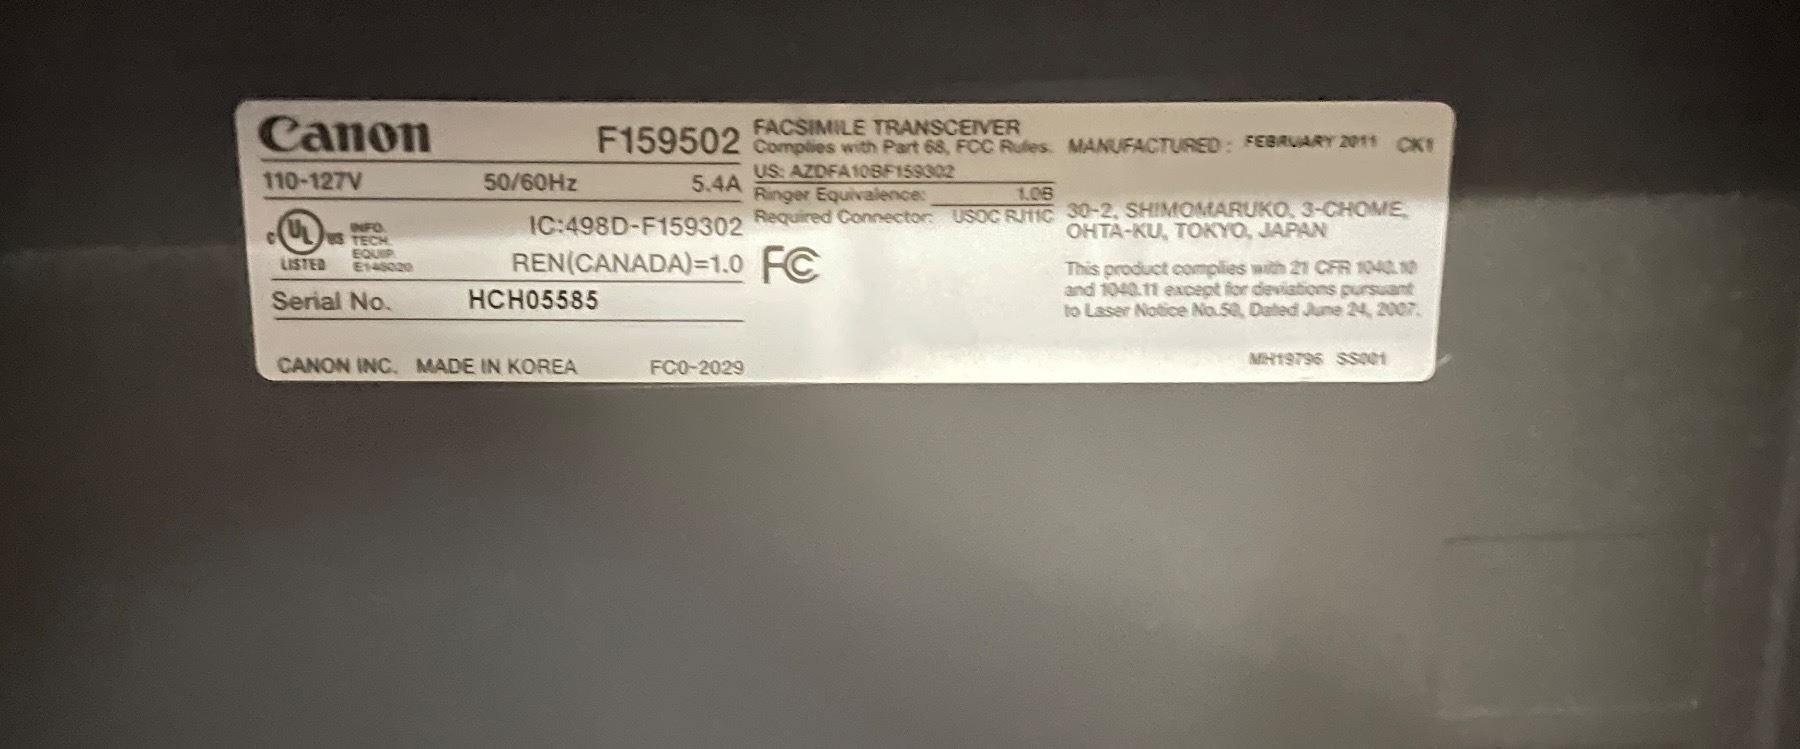 Canon
F159502
110-127V 50/60Hz 5.4A
C UL US LISTED
INFO.
TECH.
EQUIP.
E148020
IC:498D-F159302
REN(CANADA)=1.0
Serial No. HCH05585
CANON INC. MADE IN KOREA FC0-2029
FACSIMILE TRANSCEIVER
Complies with Part 68, FCC Rules.
US: AZDFA10BF159302
Ringer Equivalence: 1.0B
Required Connector: USOC RJ11C
FC
MANUFACTURED : FEBRUARY 2011 CK1
30-2, SHIMOMARUKO, 3-CHOME,
OHTA-KU, TOKYO, JAPAN
This product complies with 21 CFR 1040.10
and 1040.11 except for deviations pursuant
to Laser Notice No.50, Dated June 24, 2007.
MH19796 SS001